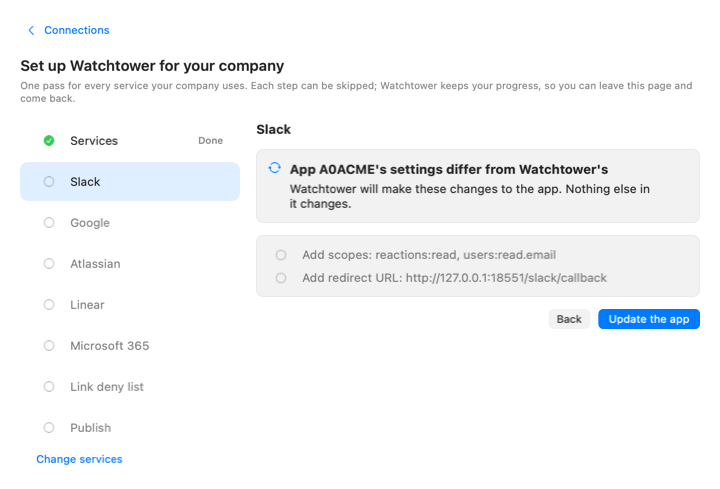 Connections
Set up Watchtower for your company
One pass for every service your company uses. Each step can be skipped; Watchtower keeps your progress, so you can leave this page and
come back.
Services
Done
Slack
Google
Atlassian
Linear
Microsoft 365
Link deny list
Publish
Change services
Slack
App A0ACME's settings differ from Watchtower's
Watchtower will make these changes to the app. Nothing else in
it changes.
Add scopes: reactions:read, users:read.email
Add redirect URL: http://127.0.0.1:18551/slack/callback
Back
Update the app